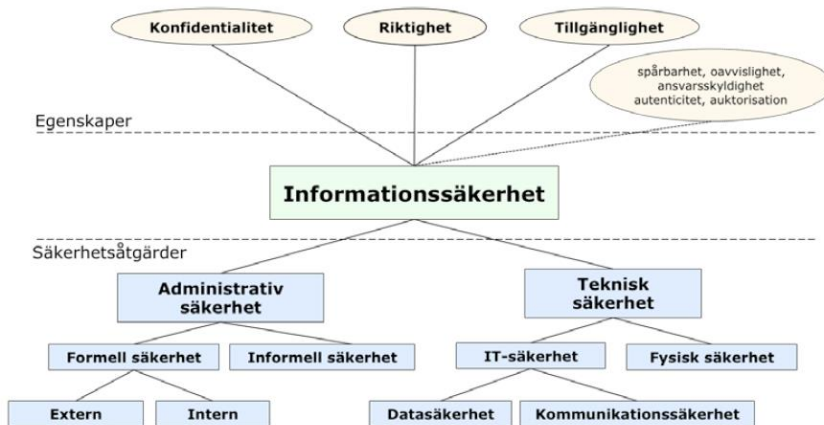 Konfidentialitet
Riktighet
Tillgänglighet
spårbarhet, oavvislighet,
ansvarsskyldighet
autenticitet, auktorisation
Egenskaper
Informationssäkerhet
Säkerhetsåtgärder
Administrativ
säkerhet
Teknisk
säkerhet
Formell säkerhet
Informell säkerhet
IT-säkerhet
Fysisk säkerhet
Extern
Intern
Datasäkerhet
Kommunikationssäkerhet